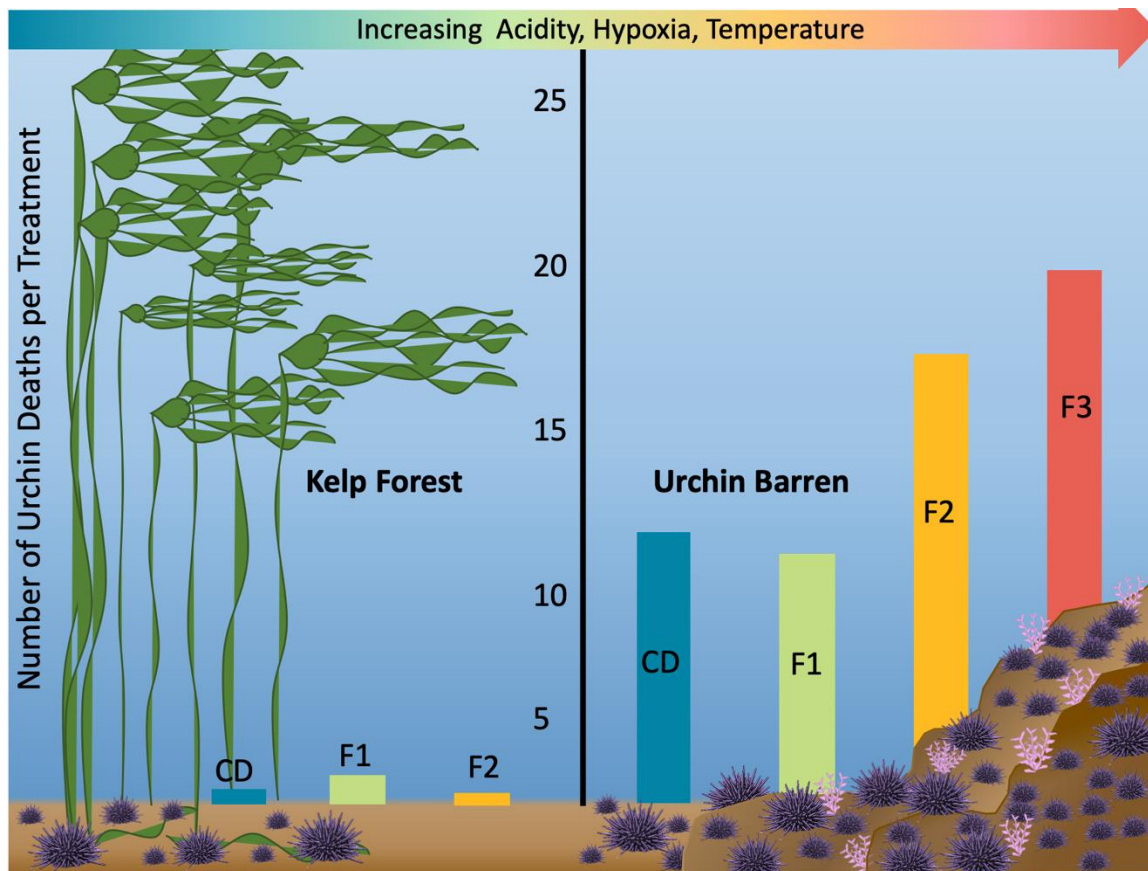 Increasing Acidity, Hypoxia, Temperature
Number of Urchin Deaths per Treatment
25
20
15
10
5
Kelp Forest
Urchin Barren
CD
F1
F2
CD
F1
F2
F3